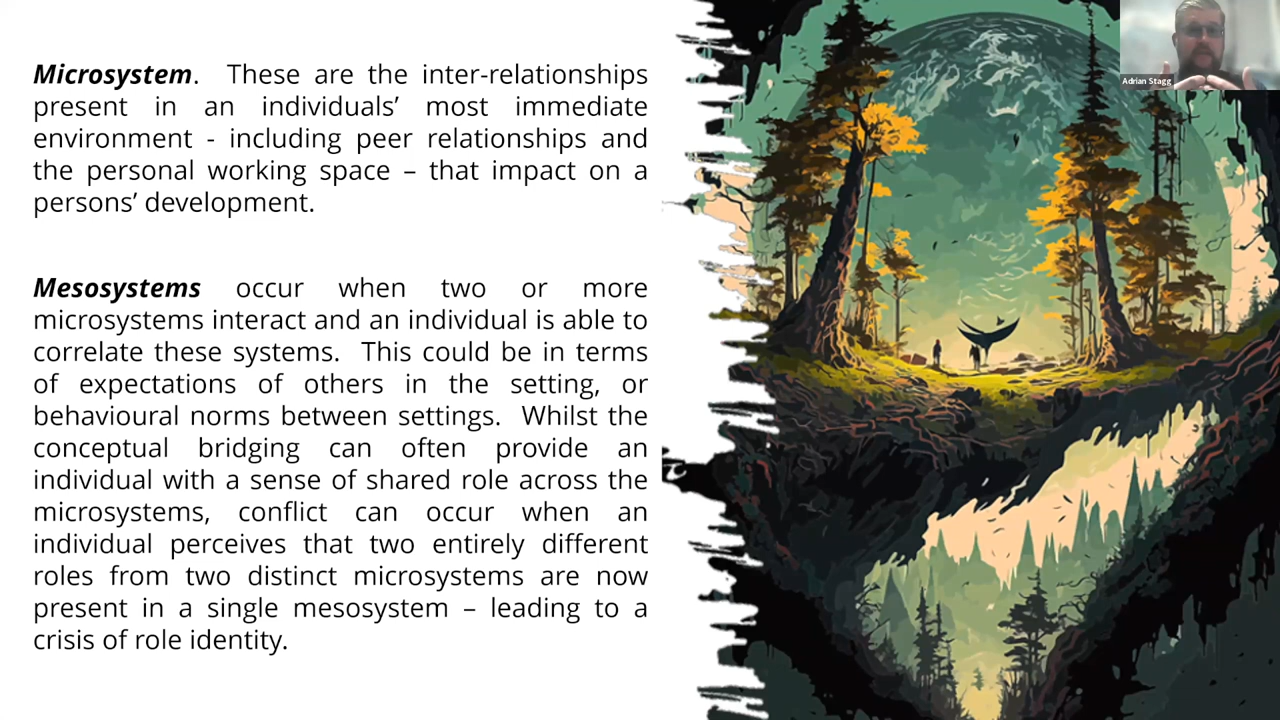 Microsystem. These are the inter-relationships
present in an individuals’ most immediate
environment - including peer relationships and
the personal working space – that impact on a
persons’ development.
Mesosystems occur when two or more
microsystems interact and an individual is able to
correlate these systems. This could be in terms
of expectations of others in the setting, or
behavioural norms between settings. Whilst the
conceptual bridging can often provide an
individual with a sense of shared role across the
microsystems, conflict can occur when an
individual perceives that two entirely different
roles from two distinct microsystems are now
present in a single mesosystem – leading to a
crisis of role identity.
Adrian Stagg